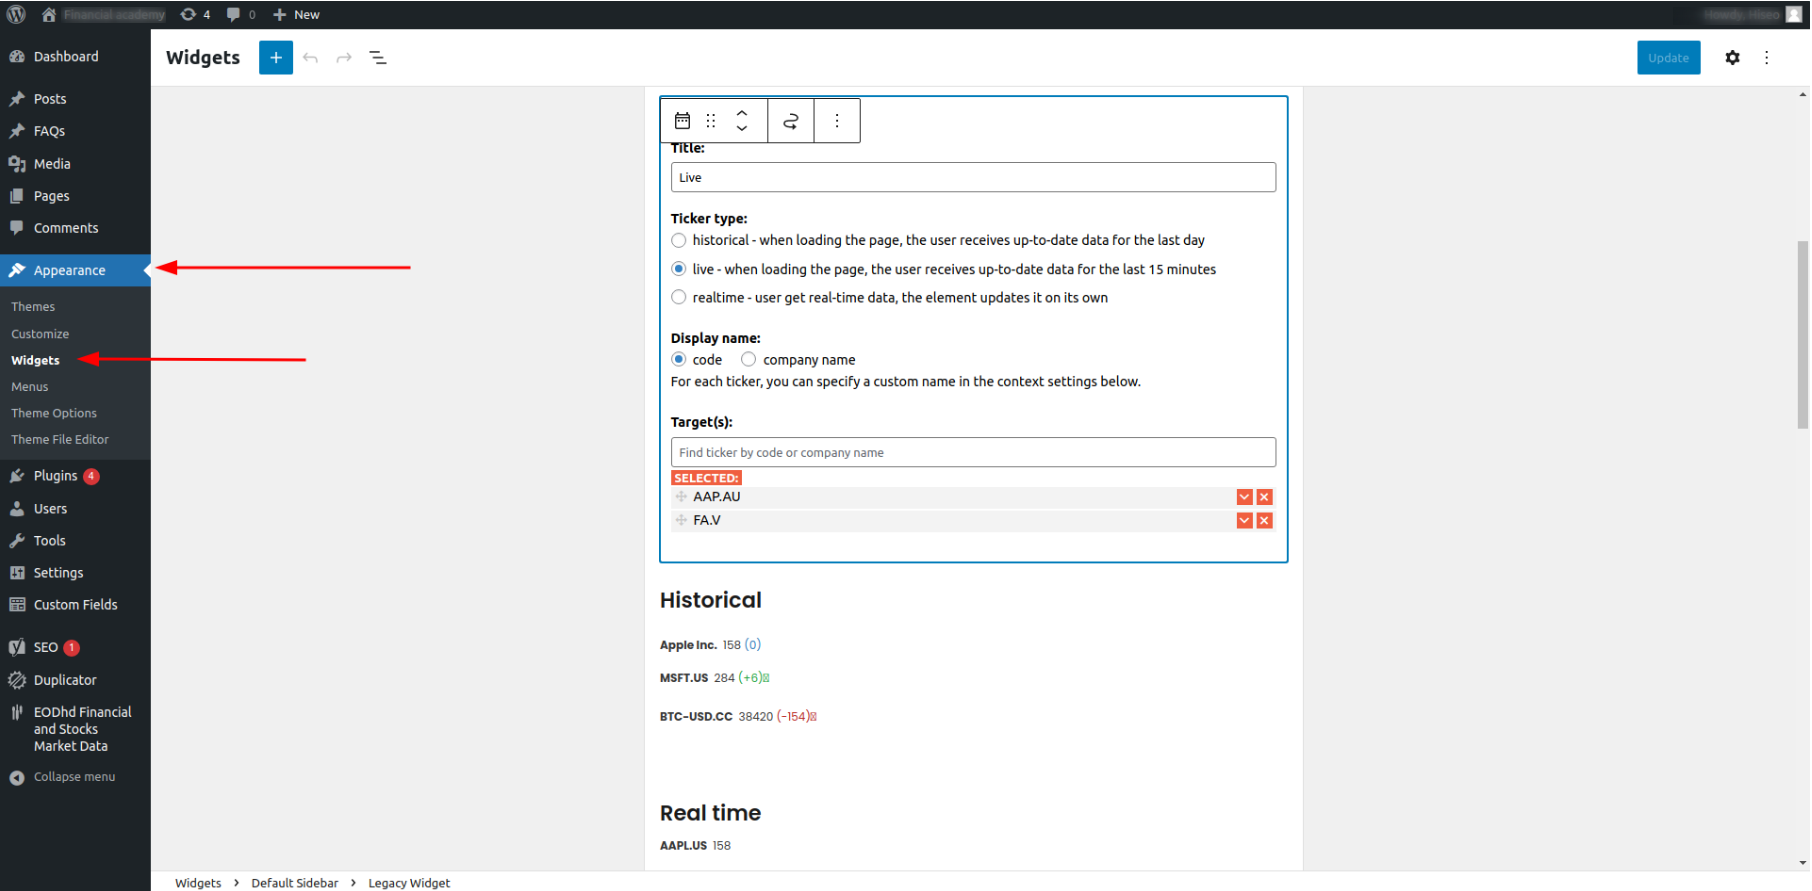 Financial academy
4
0
New
Howdy, Hiseo
Dashboard
Posts
FAQs
Media
Pages
Comments
Appearance
Themes
Customize
Widgets
Menus
Theme Options
Theme File Editor
Plugins 4
Users
Tools
Settings
Custom Fields
SEO 1
Duplicator
EODhd Financial
and Stocks
Market Data
Collapse menu
Widgets
Update
Title:
Live
Ticker type:
historical - when loading the page, the user receives up-to-date data for the last day
live - when loading the page, the user receives up-to-date data for the last 15 minutes
realtime - user get real-time data, the element updates it on its own
Display name:
code company name
For each ticker, you can specify a custom name in the context settings below.
Target(s):
Find ticker by code or company name
SELECTED:
AAP.AU
FA.V
Historical
Apple Inc. 158 (0)
MSFT.US 284 (+6)
BTC-USD.CC 38420 (-154)
Real time
AAPL.US 158
Widgets > Default Sidebar > Legacy Widget